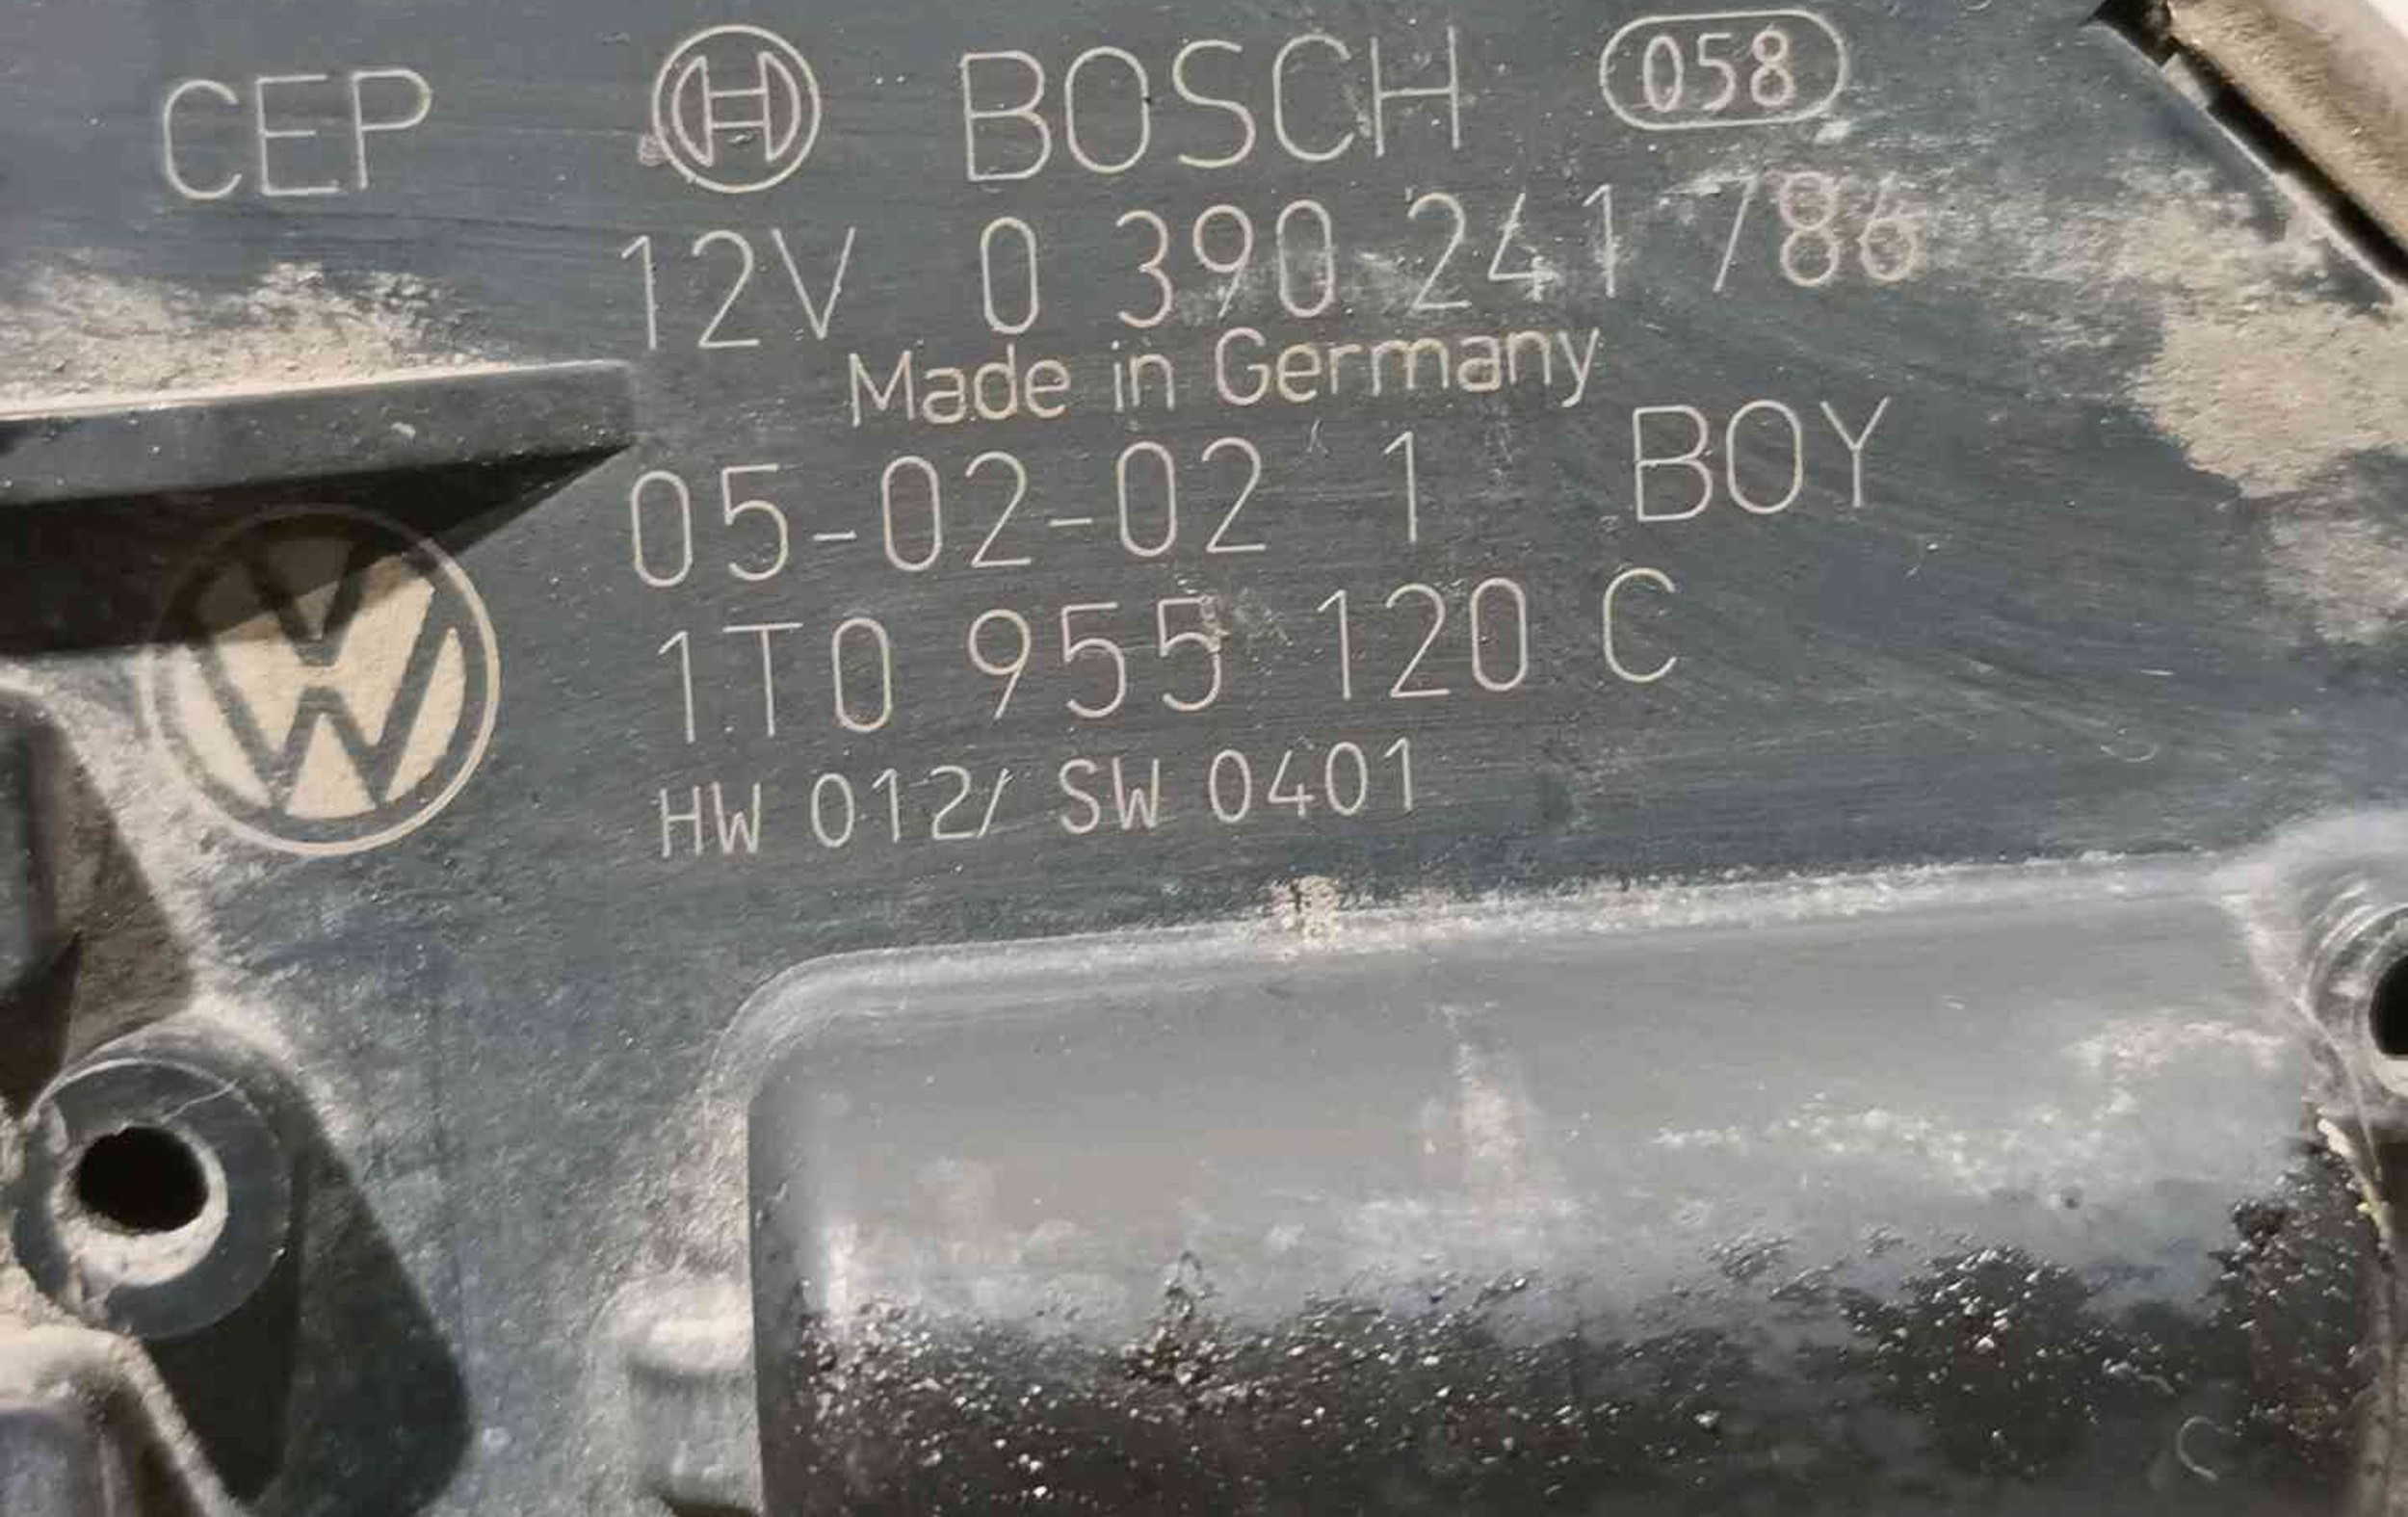 CEP BOSCH 058
12V 0 390 241 786
Made in Germany
05-02-02 1 BOY
1T0 955 120 C
HW 012/ SW 0401